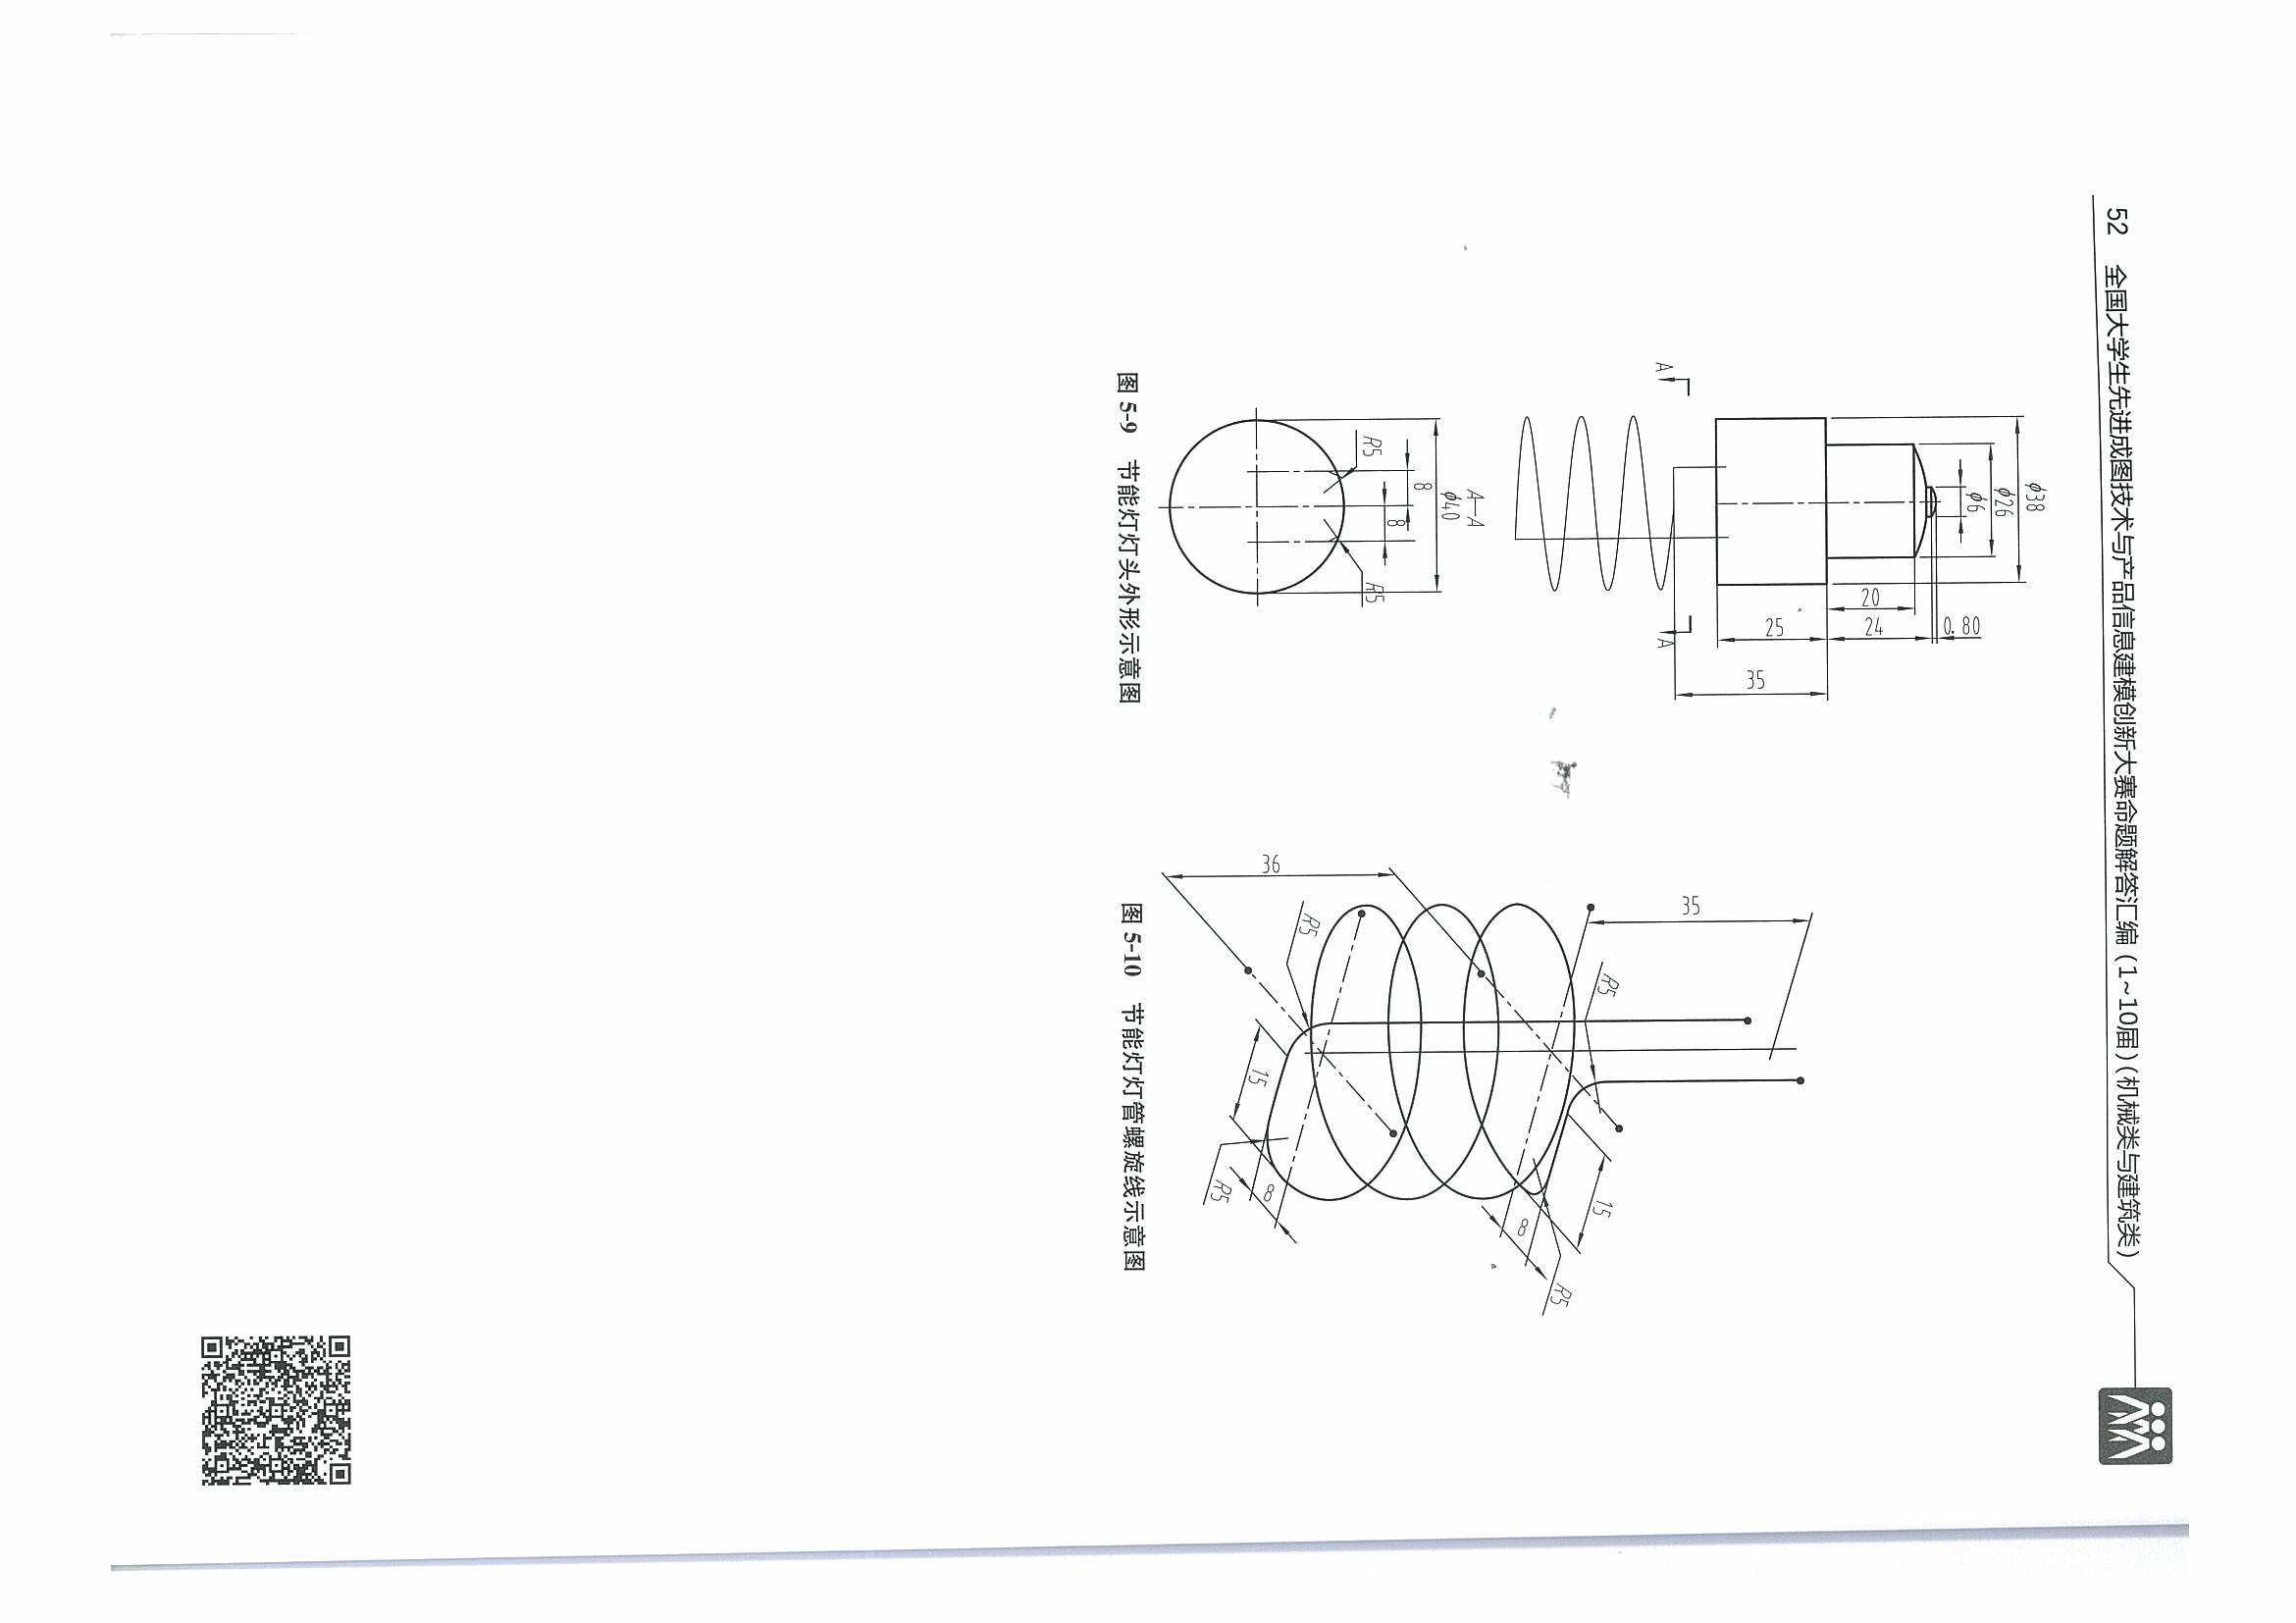 52 全国大学生先进成图技术与产品信息建模创新大赛命题解答汇编（1~10届）（机械类与建筑类）
ϕ38
ϕ26
ϕ6
20
25
24
0.80
35
A
A
A—A
ϕ40
8
8
R5
R5
图 5-9 节能灯灯头外形示意图
35
36
R5
R5
15
15
8
8
R5
R5
图 5-10 节能灯灯管螺旋线示意图